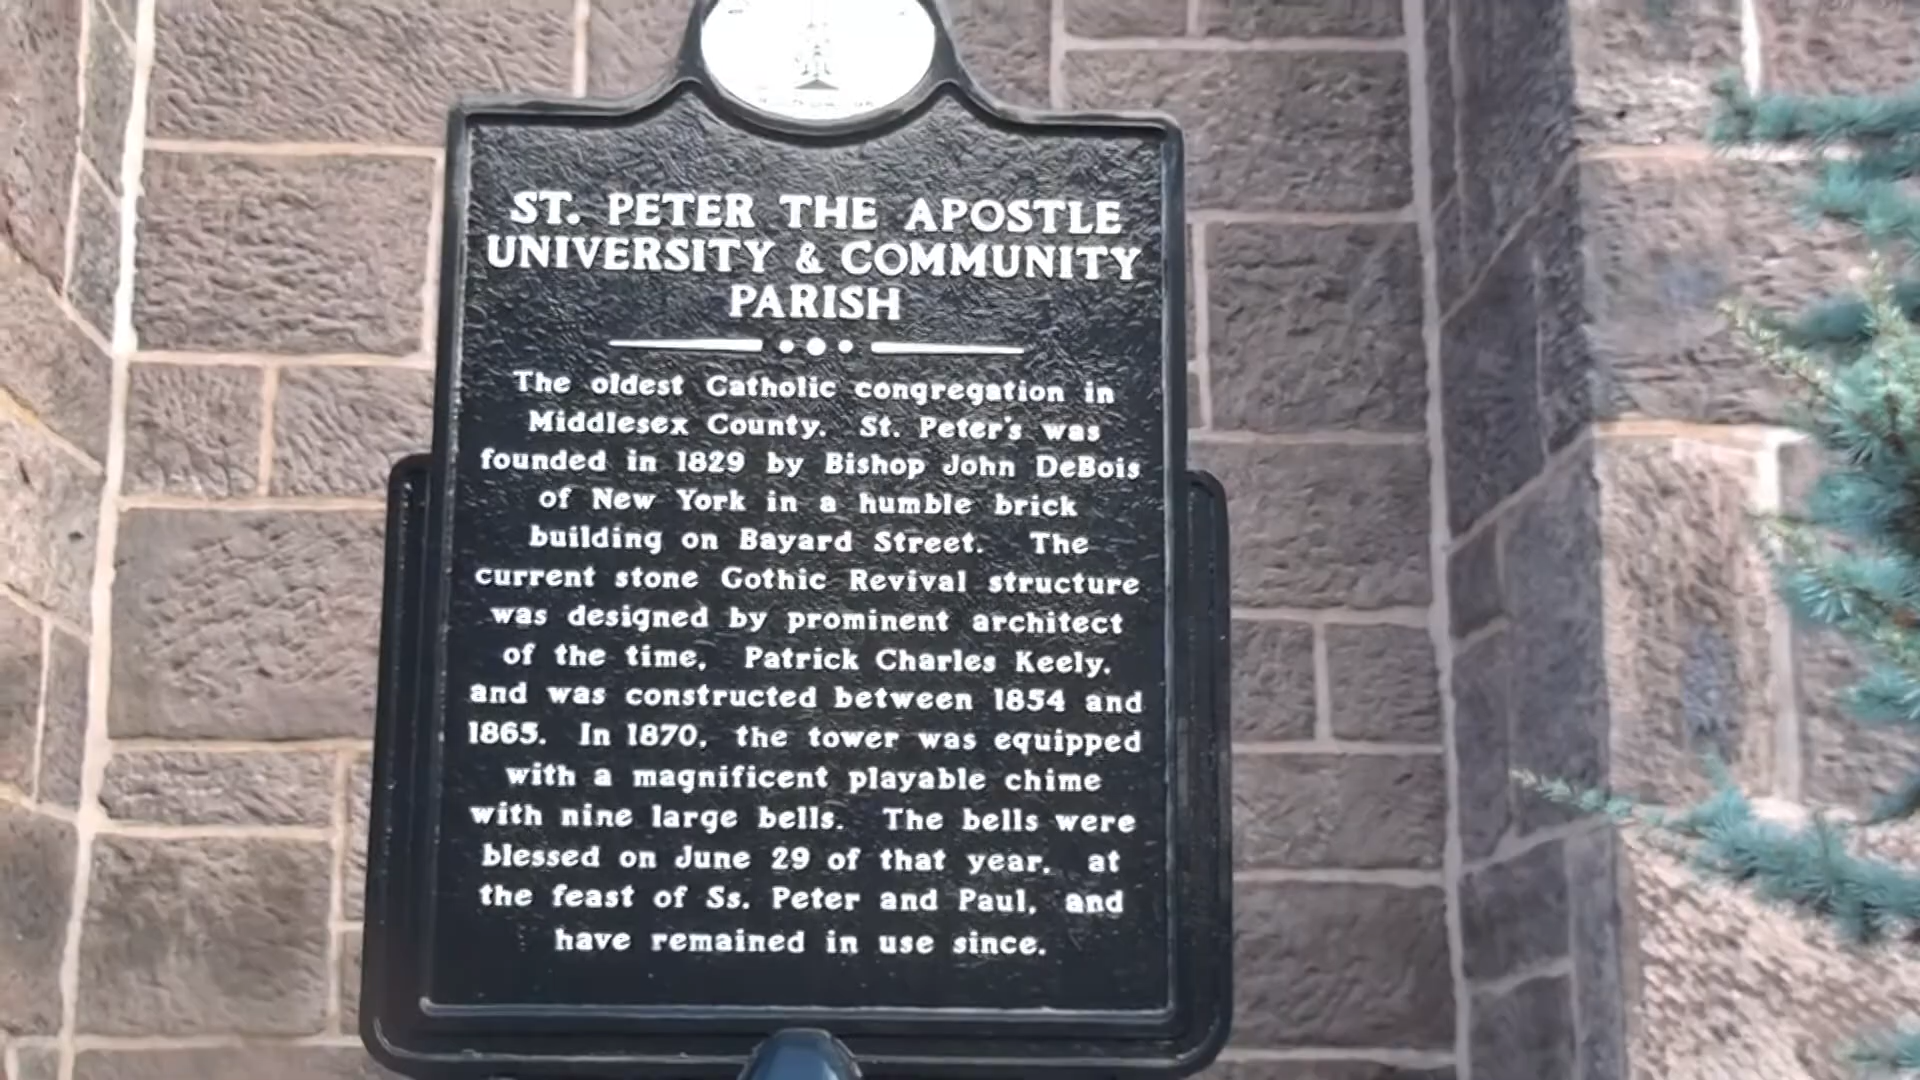 ST. PETER THE APOSTLE
UNIVERSITY & COMMUNITY
PARISH
The oldest Catholic congregation in
Middlesex County. St. Peter's was
founded in 1829 by Bishop John DeBois
of New York in a humble brick
building on Bayard Street. The
current stone Gothic Revival structure
was designed by prominent architect
of the time, Patrick Charles Keely,
and was constructed between 1854 and
1865. In 1870, the tower was equipped
with a magnificent playable chime
with nine large bells. The bells were
blessed on June 29 of that year, at
the feast of Ss. Peter and Paul, and
have remained in use since.